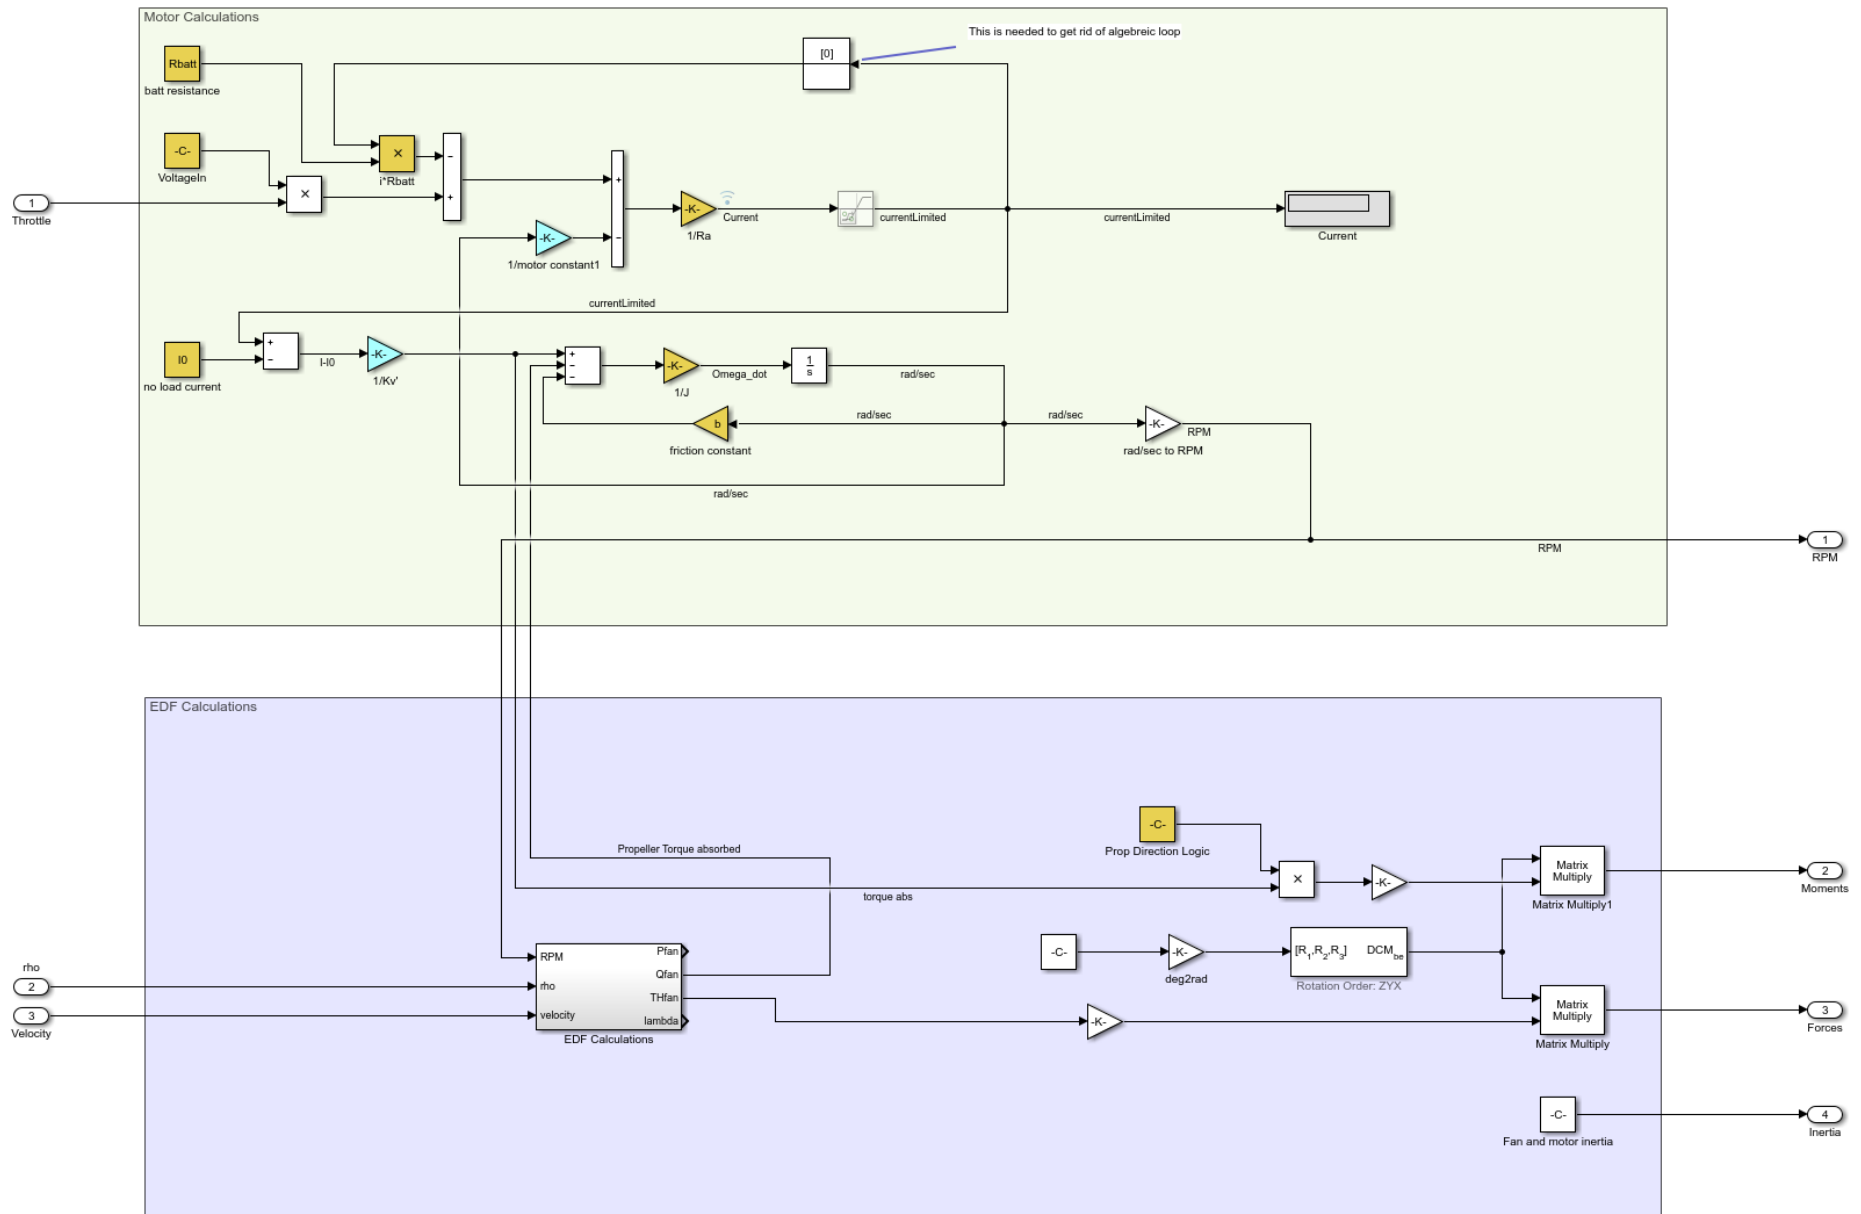 Motor Calculations
This is needed to get rid of algebreic loop
[0]
Rbatt
batt resistance
-C-
VoltageIn
×
i*Rbatt
−
+
×
1
Throttle
+
−
-K-
1/Ra
Current
currentLimited
currentLimited
Current
-K-
1/motor constant1
currentLimited
I0
no load current
+
−
I-I0
-K-
1/Kv'
+
−
−
-K-
1/J
Omega_dot
1
s
rad/sec
b
friction constant
rad/sec
rad/sec
-K-
rad/sec to RPM
RPM
rad/sec
RPM
1
RPM
EDF Calculations
-C-
Prop Direction Logic
Propeller Torque absorbed
torque abs
×
-K-
Matrix
Multiply
Matrix Multiply1
2
Moments
-C-
-K-
deg2rad
[R1,R2,R3]
DCMbe
Rotation Order: ZYX
rho
2
3
Velocity
RPM
rho
velocity
Pfan
Qfan
THfan
lambda
EDF Calculations
-K-
Matrix
Multiply
Matrix Multiply
3
Forces
-C-
Fan and motor inertia
4
Inertia